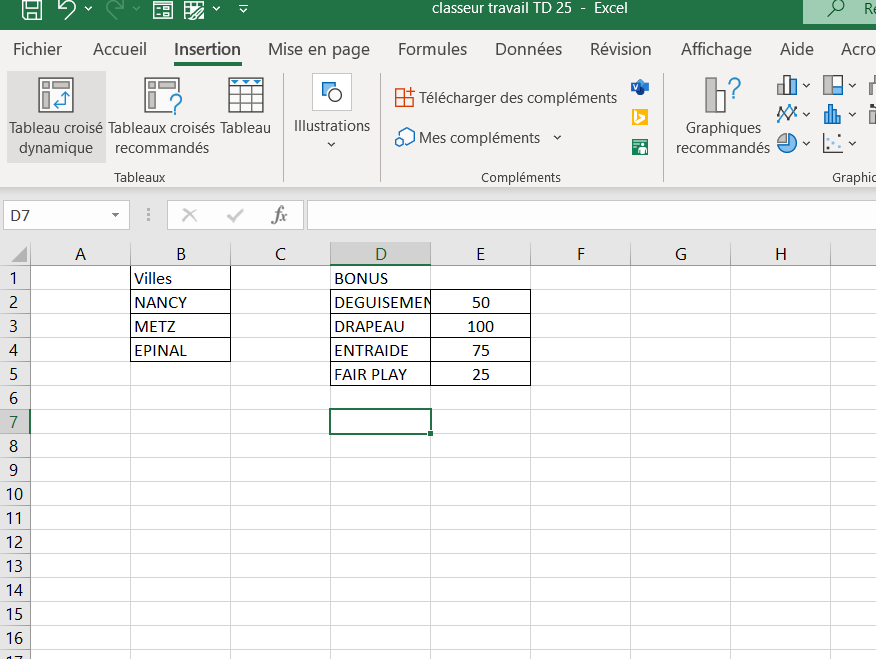 classeur travail TD 25 - Excel
Fichier Accueil Insertion Mise en page Formules Données Révision Affichage Aide Acro
Tableau croisé dynamique
Tableaux croisés recommandés
Tableau
Illustrations
Télécharger des compléments
Mes compléments
Graphiques recommandés
Tableaux
Compléments
Graphic
D7
fx
A B C D E F G H
1 Villes BONUS
2 NANCY DEGUISEMEN 50
3 METZ DRAPEAU 100
4 EPINAL ENTRAIDE 75
5 FAIR PLAY 25
6
7
8
9
10
11
12
13
14
15
16
17